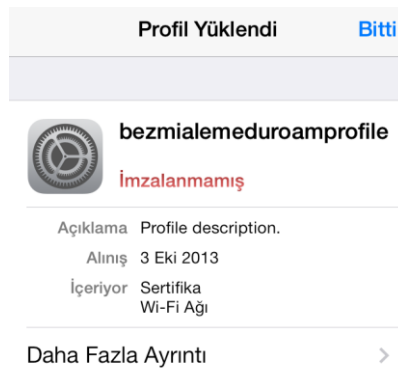 Profil Yüklendi Bitti
bezmialemeduroamprofile
İmzalanmamış
Açıklama Profile description.
Alınış 3 Eki 2013
İçeriyor Sertifika
Wi-Fi Ağı
Daha Fazla Ayrıntı